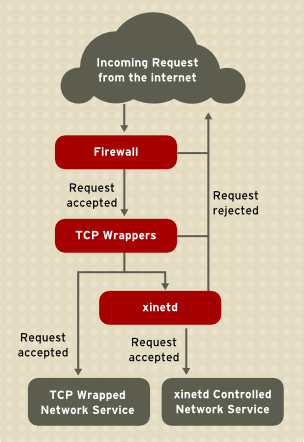 Incoming Request
from the internet
Firewall
Request
accepted
Request
rejected
TCP Wrappers
xinetd
Request
accepted
Request
accepted
TCP Wrapped
Network Service
xinetd Controlled
Network Service